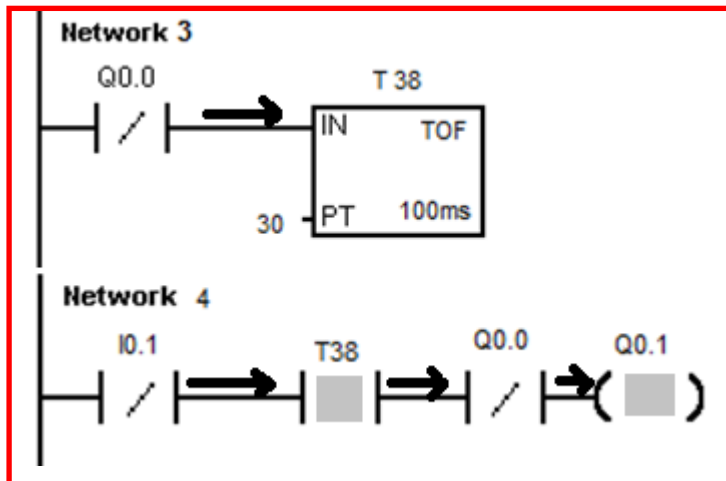 Network 3
Q0.0
T 38
IN TOF
30 PT 100ms
Network 4
I0.1 T38 Q0.0 Q0.1